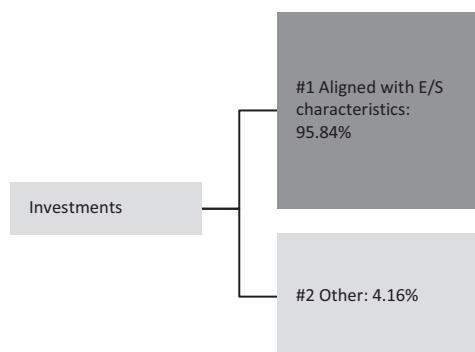 #1 Aligned with E/S
characteristics:
95.84%
Investments
#2 Other: 4.16%